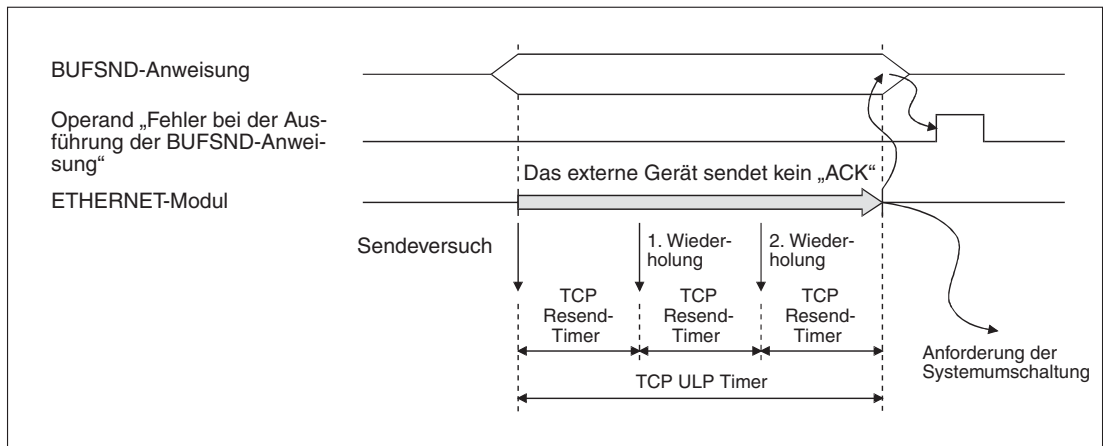 BUFSND-Anweisung
Operand „Fehler bei der Aus-
führung der BUFSND-Anwei-
sung“
Das externe Gerät sendet kein „ACK“
ETHERNET-Modul
Sendeversuch
1. Wieder-
holung
2. Wieder-
holung
TCP
Resend-
Timer
TCP
Resend-
Timer
TCP
Resend-
Timer
Anforderung der
Systemumschaltung
TCP ULP Timer